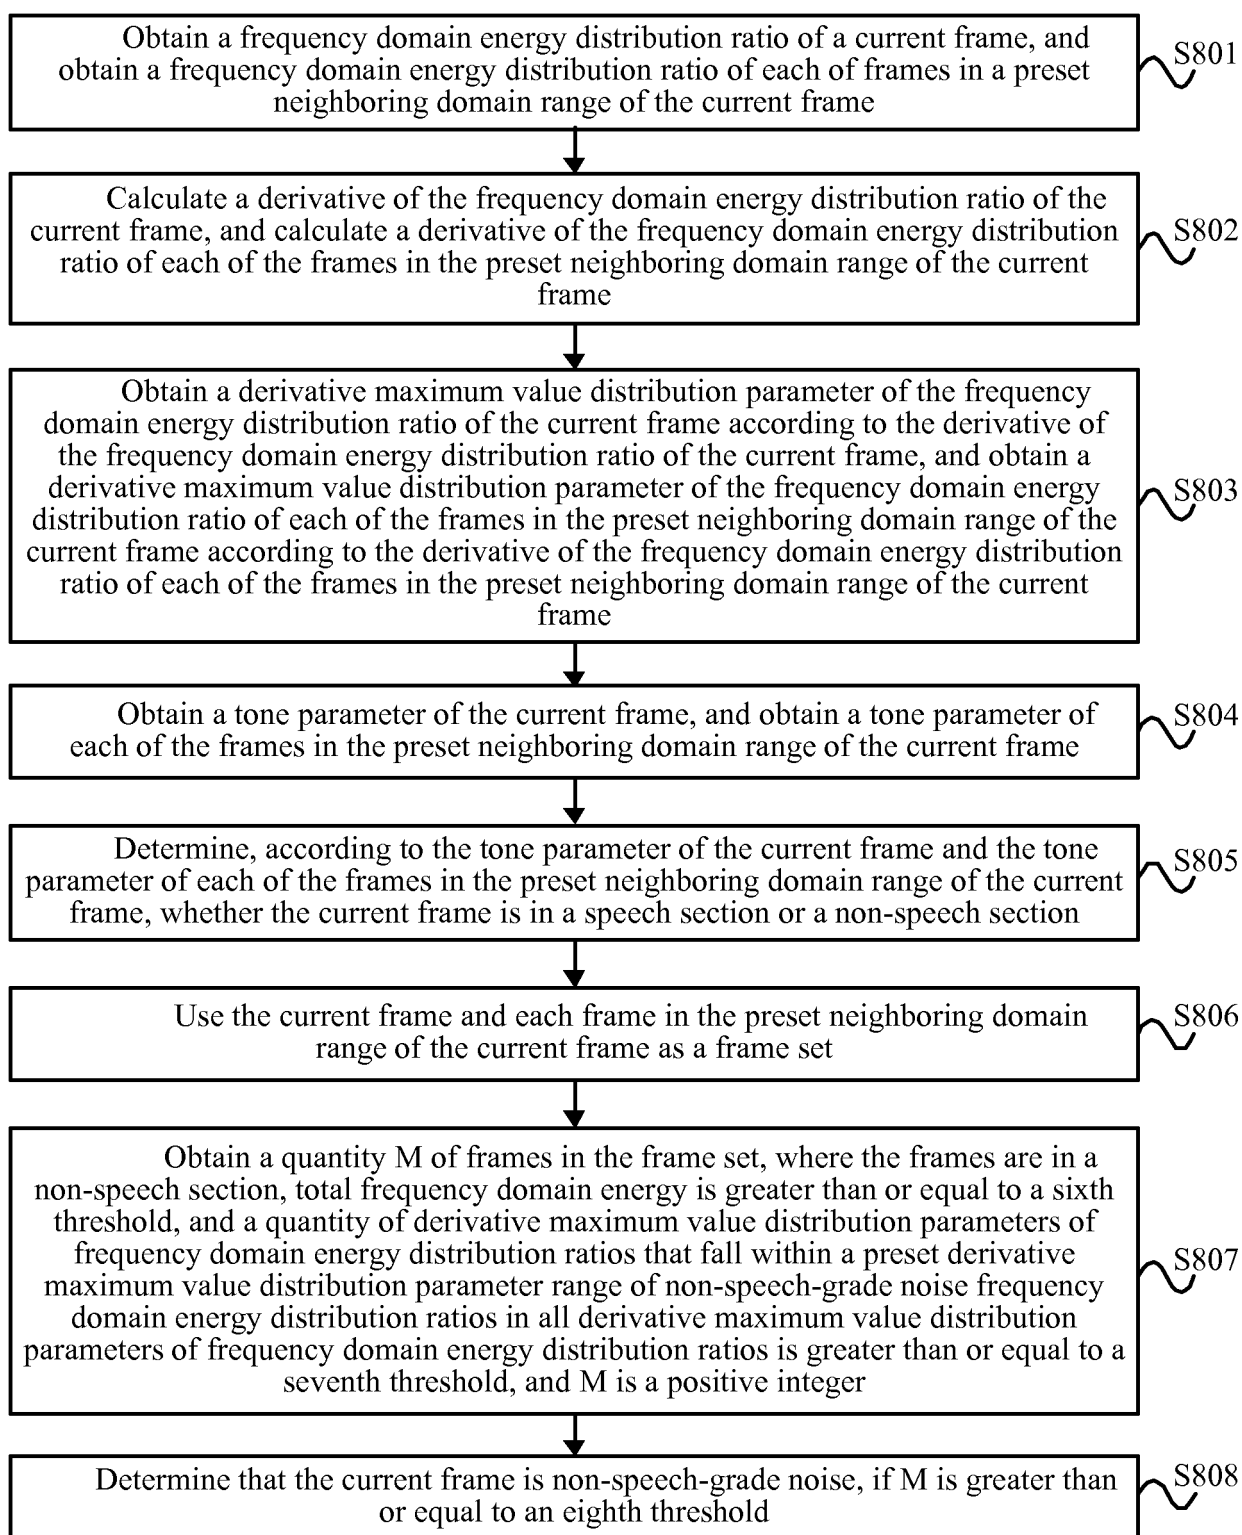 Obtain a frequency domain energy distribution ratio of a current frame, and
obtain a frequency domain energy distribution ratio of each of frames in a preset
neighboring domain range of the current frame
S801
Calculate a derivative of the frequency domain energy distribution ratio of the
current frame, and calculate a derivative of the frequency domain energy distribution
ratio of each of the frames in the preset neighboring domain range of the current
frame
S802
Obtain a derivative maximum value distribution parameter of the frequency
domain energy distribution ratio of the current frame according to the derivative of
the frequency domain energy distribution ratio of the current frame, and obtain a
derivative maximum value distribution parameter of the frequency domain energy
distribution ratio of each of the frames in the preset neighboring domain range of the
current frame according to the derivative of the frequency domain energy distribution
ratio of each of the frames in the preset neighboring domain range of the current
frame
S803
Obtain a tone parameter of the current frame, and obtain a tone parameter of
each of the frames in the preset neighboring domain range of the current frame
S804
Determine, according to the tone parameter of the current frame and the tone
parameter of each of the frames in the preset neighboring domain range of the current
frame, whether the current frame is in a speech section or a non-speech section
S805
Use the current frame and each frame in the preset neighboring domain
range of the current frame as a frame set
S806
Obtain a quantity M of frames in the frame set, where the frames are in a
non-speech section, total frequency domain energy is greater than or equal to a sixth
threshold, and a quantity of derivative maximum value distribution parameters of
frequency domain energy distribution ratios that fall within a preset derivative
maximum value distribution parameter range of non-speech-grade noise frequency
domain energy distribution ratios in all derivative maximum value distribution
parameters of frequency domain energy distribution ratios is greater than or equal to a
seventh threshold, and M is a positive integer
S807
Determine that the current frame is non-speech-grade noise, if M is greater than
or equal to an eighth threshold
S808